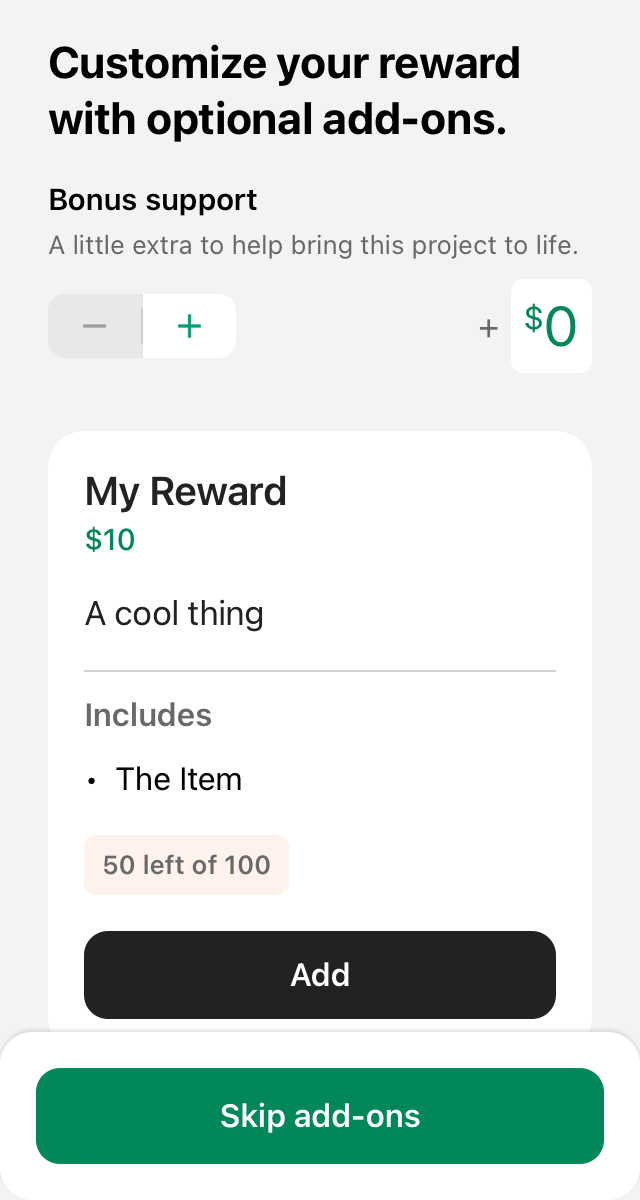 Customize your reward
with optional add-ons.
Bonus support
A little extra to help bring this project to life.
− + + $0
My Reward
$10
A cool thing
Includes
• The Item
50 left of 100
Add
Skip add-ons